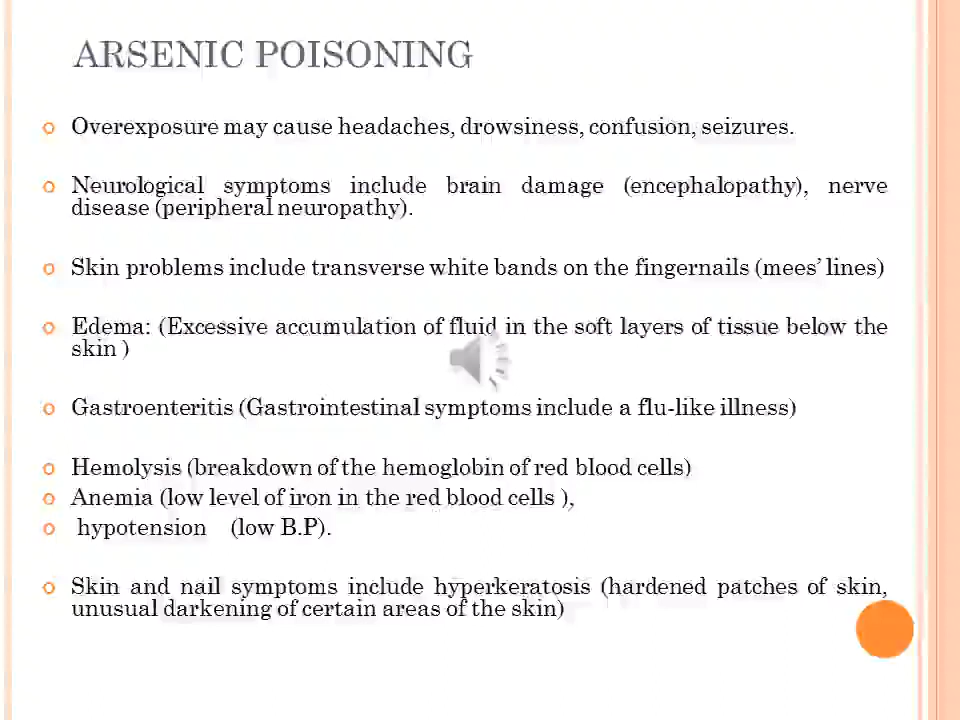 ARSENIC POISONING
Overexposure may cause headaches, drowsiness, confusion, seizures.
Neurological symptoms include brain damage (encephalopathy), nerve
disease (peripheral neuropathy).
Skin problems include transverse white bands on the fingernails (mees’ lines)
Edema: (Excessive accumulation of fluid in the soft layers of tissue below the
skin )
Gastroenteritis (Gastrointestinal symptoms include a flu-like illness)
Hemolysis (breakdown of the hemoglobin of red blood cells)
Anemia (low level of iron in the red blood cells ),
hypotension (low B.P).
Skin and nail symptoms include hyperkeratosis (hardened patches of skin,
unusual darkening of certain areas of the skin)